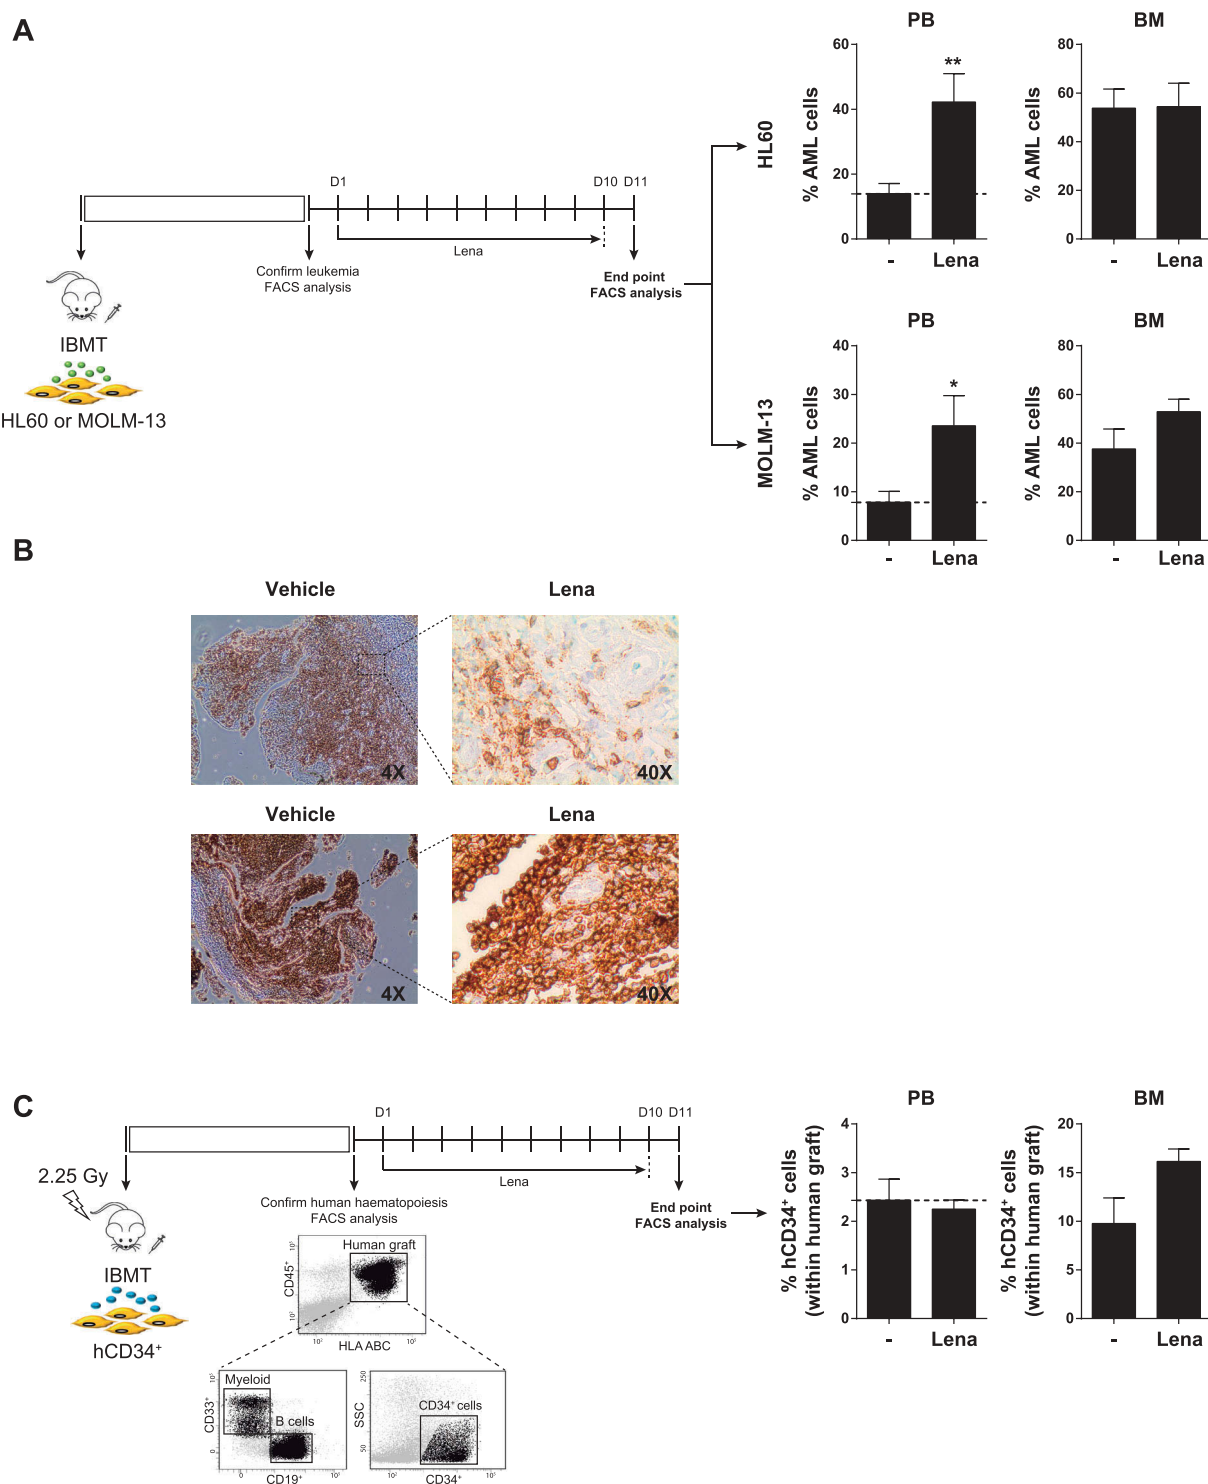 A
D1
D10 D11
Lena
Confirm leukemia
FACS analysis
End point
FACS analysis
IBMT
HL60 or MOLM-13
HL60
PB
% AML cells
60
40
20
0
**
-
Lena
BM
% AML cells
80
60
40
20
0
-
Lena
MOLM-13
PB
% AML cells
40
30
20
10
0
*
-
Lena
BM
% AML cells
80
60
40
20
0
-
Lena
B
Vehicle
Lena
4X
40X
Vehicle
Lena
4X
40X
C
D1
D10 D11
2.25 Gy
Lena
Confirm human haematopoiesis
FACS analysis
End point
FACS analysis
IBMT
hCD34⁺
Human graft
CD45⁺
HLA ABC
Myeloid
B cells
CD33⁺
0
0
CD19⁺
CD34⁺ cells
SSC
250
50
CD34⁺
PB
% hCD34⁺ cells
(within human graft)
4
3
2
1
0
-
Lena
BM
% hCD34⁺ cells
(within human graft)
20
15
10
5
0
-
Lena